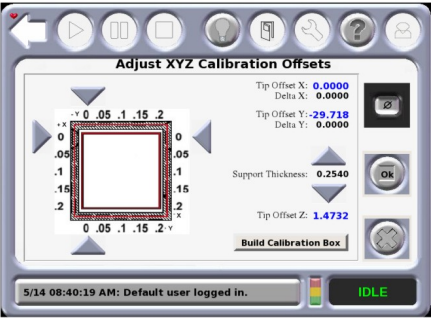 Adjust XYZ Calibration Offsets
Tip Offset X: 0.0000
Delta X: 0.0000
Tip Offset Y: -29.718
Delta Y: 0.0000
- Y 0 .05 .1 .15 .2
+ X
0 0
.05 .05
.1 .1
.15 .15
.2 .2
- X
0 .05 .1 .15 .2 + Y
Support Thickness: 0.2540
Ok
Tip Offset Z: 1.4732
Build Calibration Box
5/14 08:40:19 AM: Default user logged in.
IDLE